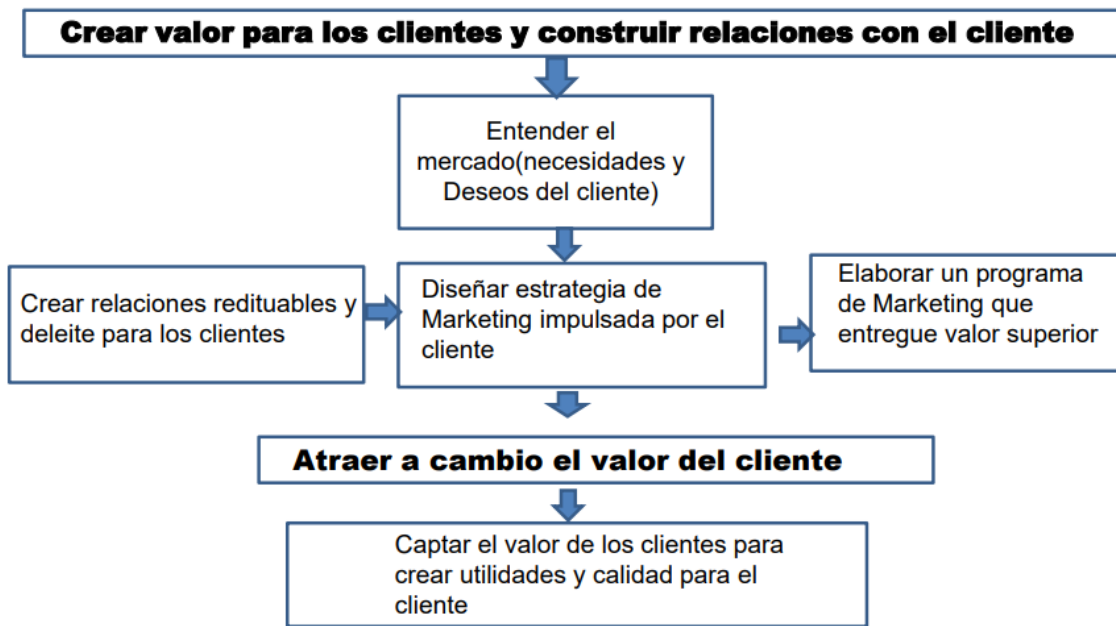 Crear valor para los clientes y construir relaciones con el cliente
Entender el
mercado(necesidades y
Deseos del cliente)
Crear relaciones redituables y
deleite para los clientes
Diseñar estrategia de
Marketing impulsada por el
cliente
Elaborar un programa
de Marketing que
entregue valor superior
Atraer a cambio el valor del cliente
Captar el valor de los clientes para
crear utilidades y calidad para el
cliente